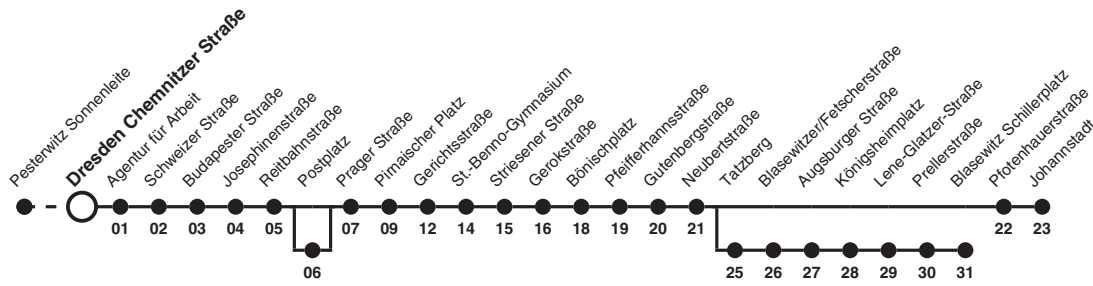 Pesterwitz Sonnenleite
Dresden Chemnitzer Straße
Agentur für Arbeit
Schweizer Straße
Budapester Straße
Josephinenstraße
Reitbahnstraße
Postplatz
Prager Straße
Pirnaischer Platz
Gerichtsstraße
St.-Benno-Gymnasium
Striesener Straße
Gerokstraße
Bönischplatz
Pfeifferhannsstraße
Gutenbergstraße
Neubertstraße
Tatzberg
Blasewitzer/Fetscherstraße
Augsburger Straße
Königsheimplatz
Lene-Glatzer-Straße
Prellerstraße
Blasewitz Schillerplatz
Pfotenhauerstraße
Johannstadt
01 02 03 04 05 07 09 12 14 15 16 18 19 20 21 22 23
06 25 26 27 28 29 30 31